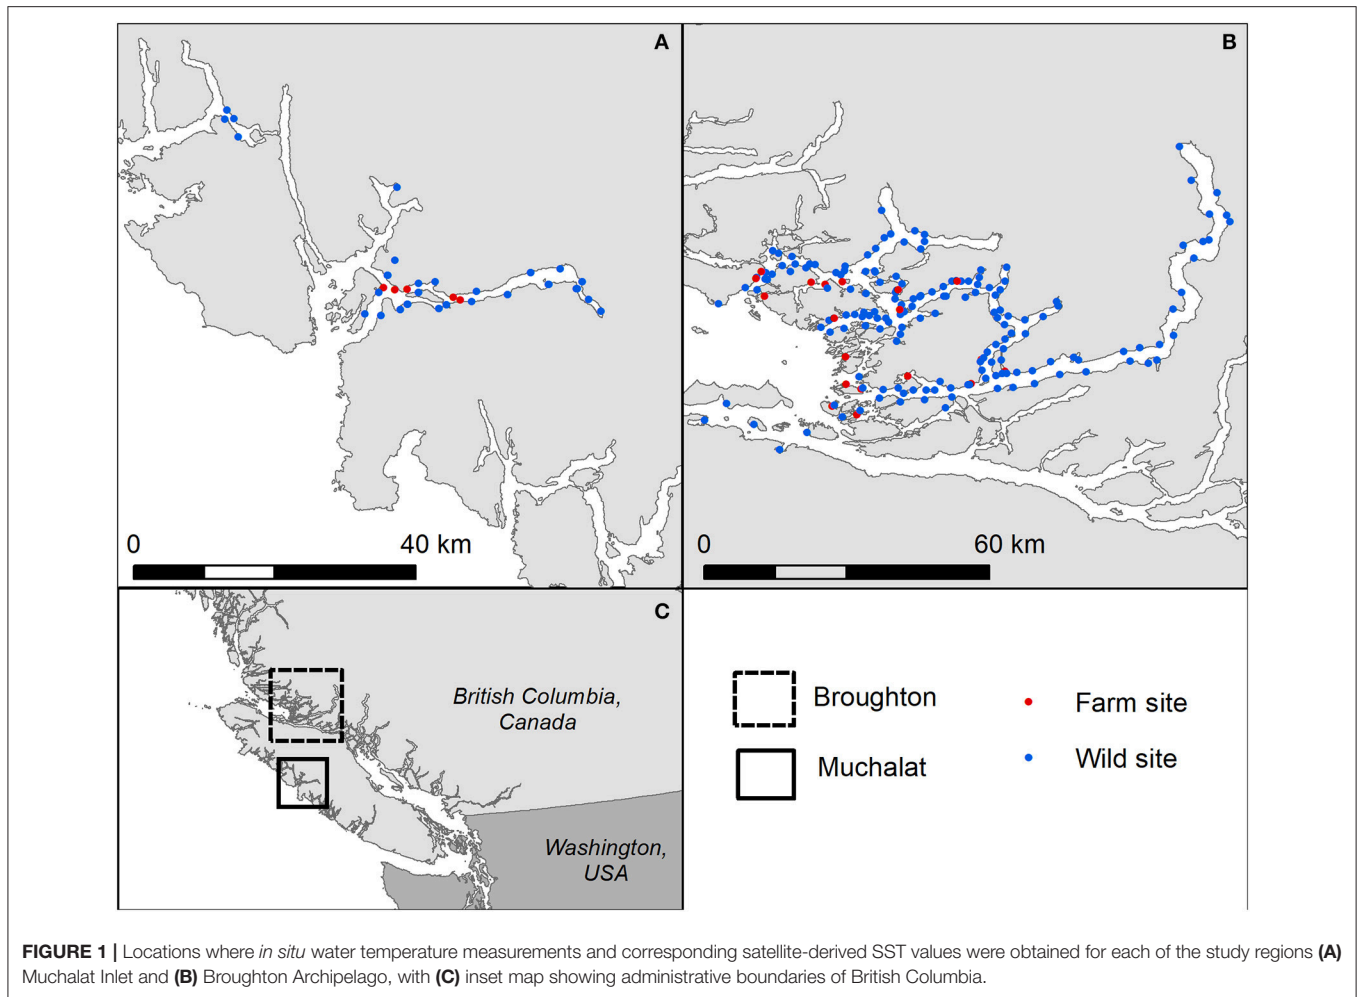 A
B
0
40 km
0
60 km
C
British Columbia,
Canada
Washington,
USA
Broughton
Muchalat
Farm site
Wild site
FIGURE 1 | Locations where in situ water temperature measurements and corresponding satellite-derived SST values were obtained for each of the study regions (A)
Muchalat Inlet and (B) Broughton Archipelago, with (C) inset map showing administrative boundaries of British Columbia.